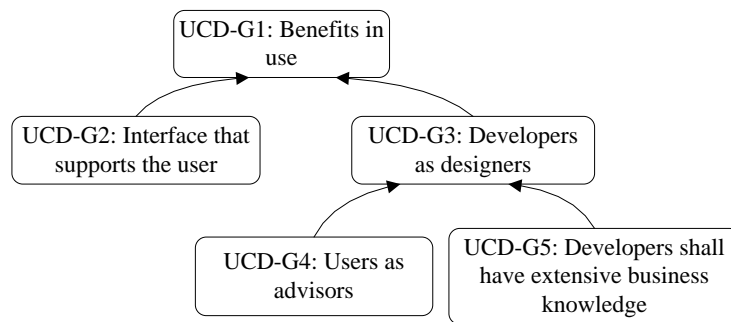 UCD-G1: Benefits in
use
UCD-G2: Interface that
supports the user
UCD-G3: Developers
as designers
UCD-G4: Users as
advisors
UCD-G5: Developers shall
have extensive business
knowledge